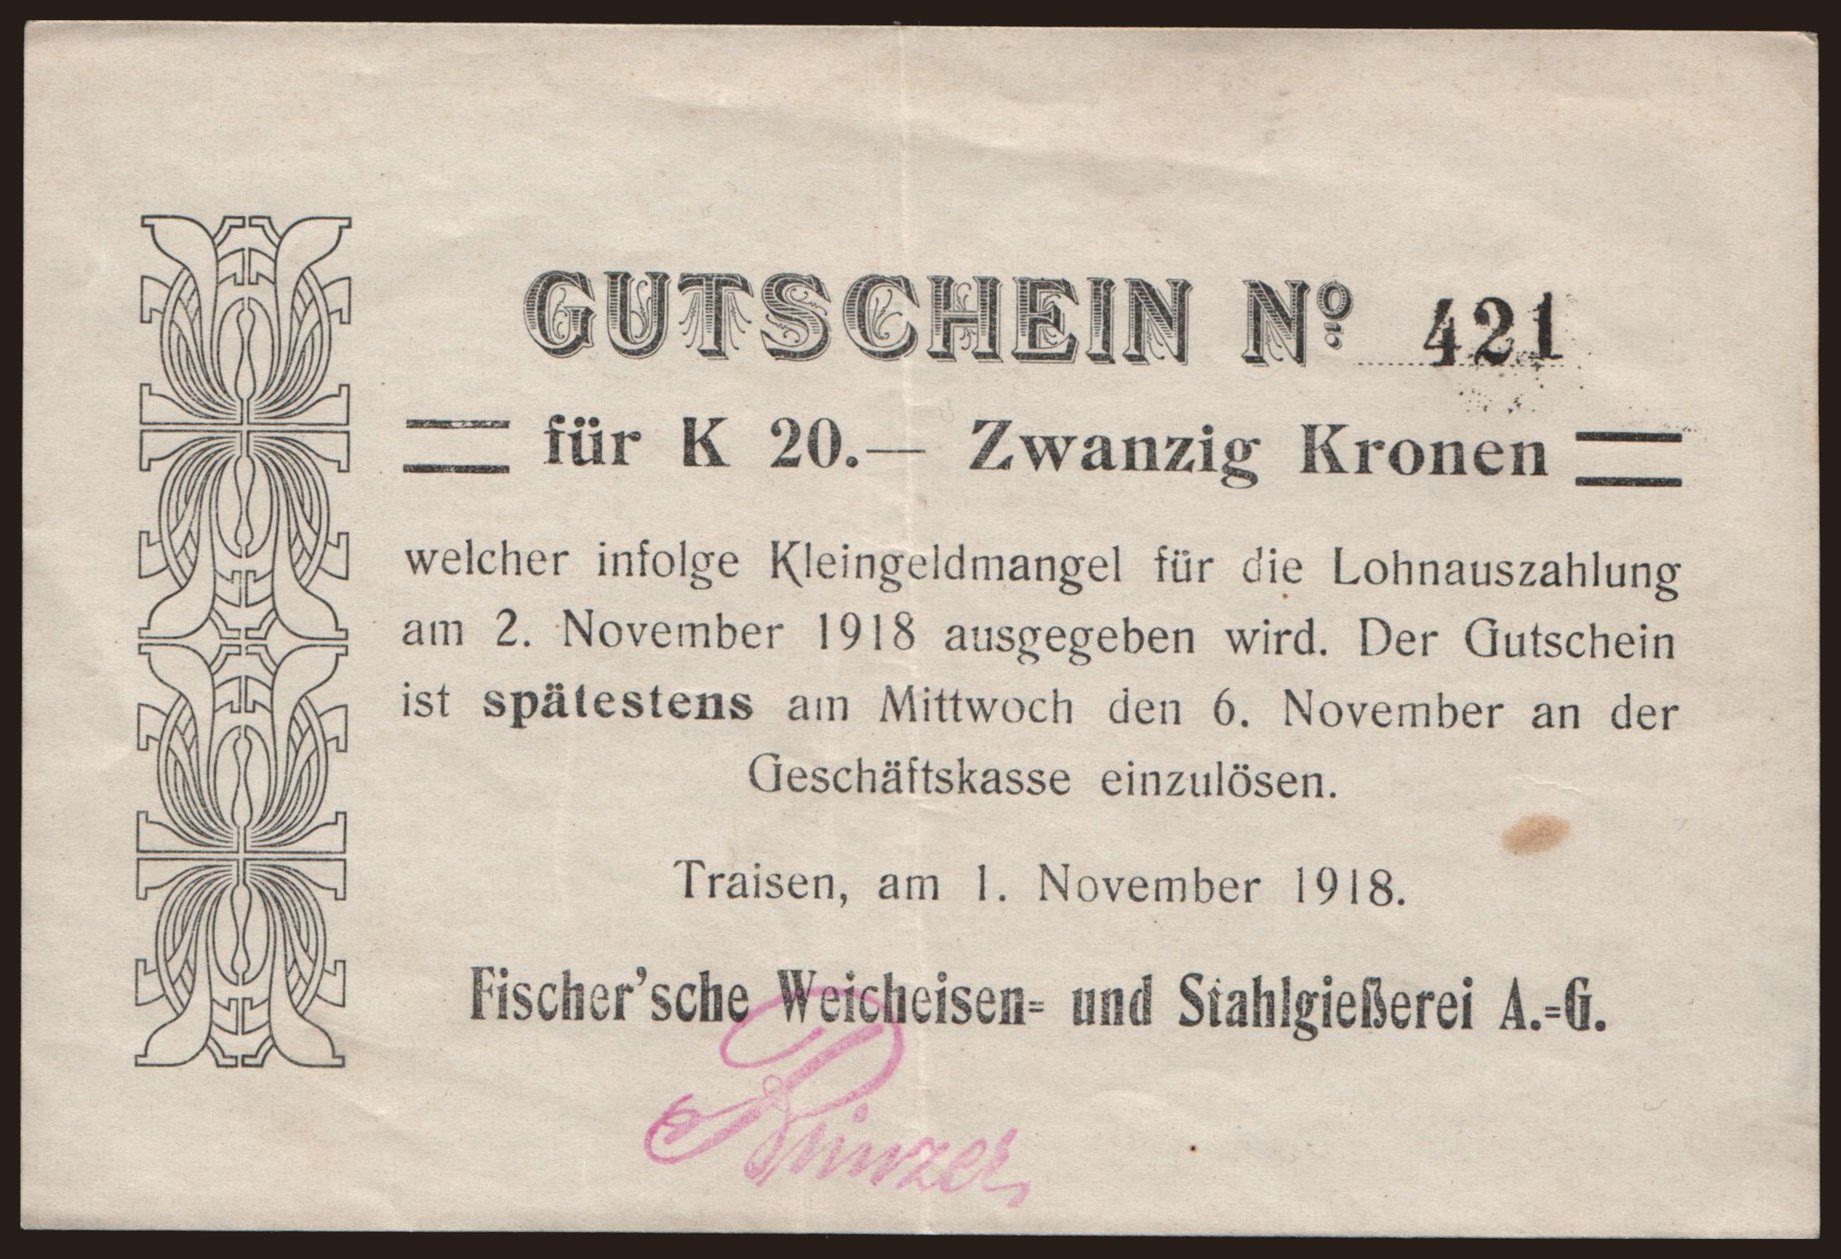 GUTSCHEIN Nº 421
für K 20.— Zwanzig Kronen
welcher infolge Kleingeldmangel für die Lohnauszahlung
am 2. November 1918 ausgegeben wird. Der Gutschein
ist spätestens am Mittwoch den 6. November an der
Geschäftskasse einzulösen.
Traisen, am 1. November 1918.
Fischer'sche Weicheisen- und Stahlgießerei A.-G.